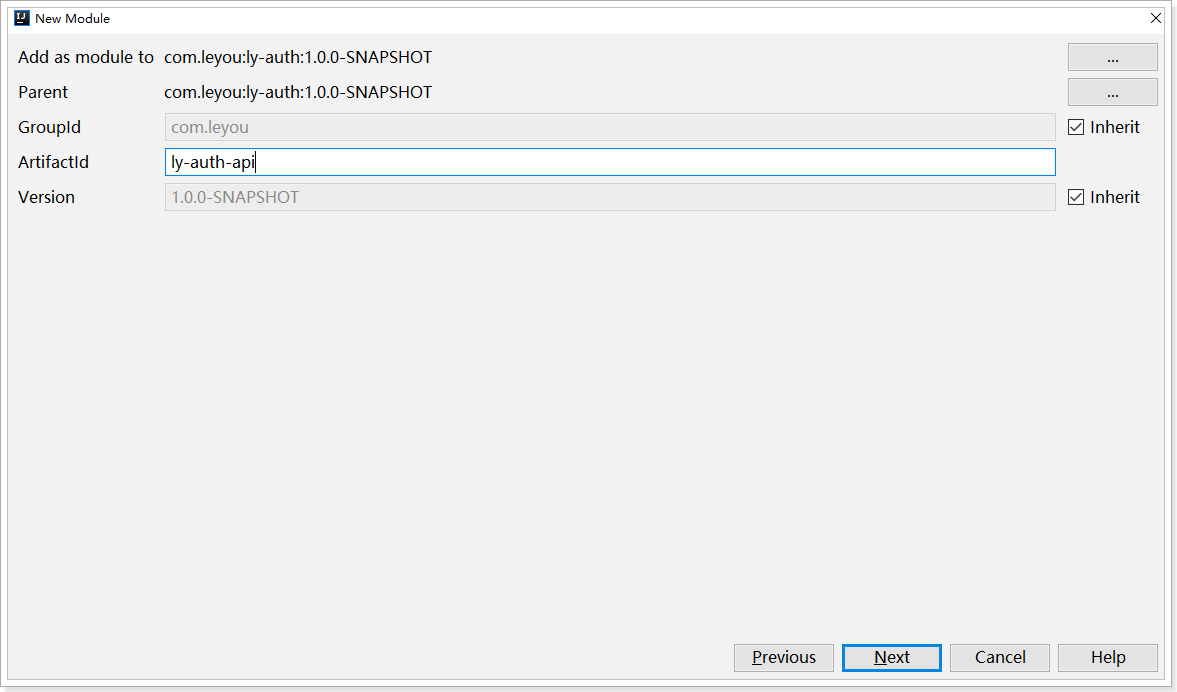 IJ New Module
Add as module to com.leyou:ly-auth:1.0.0-SNAPSHOT ...
Parent com.leyou:ly-auth:1.0.0-SNAPSHOT ...
GroupId com.leyou Inherit
ArtifactId ly-auth-api
Version 1.0.0-SNAPSHOT Inherit
Previous Next Cancel Help